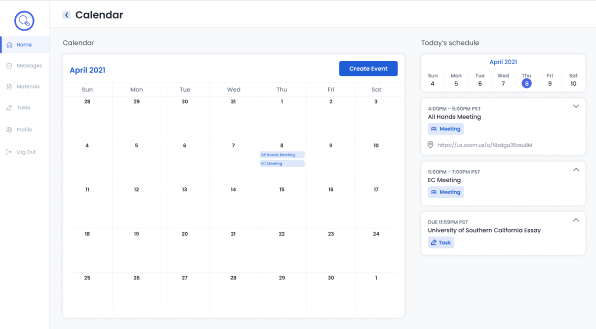 Calendar
Home
Messages
Materials
Tasks
Profile
Log Out
Calendar
April 2021
Create Event
Sun Mon Tue Wed Thu Fri Sat
28 29 30 31 1 2 3
4 5 6 7 8 9 10
All Hands Meeting
EC Meeting
11 12 13 14 15 16 17
18 19 20 21 22 23 24
25 26 27 28 29 30 1
Today's schedule
April 2021
Sun Mon Tue Wed Thu Fri Sat
4 5 6 7 8 9 10
4:00PM - 5:00PM PST
All Hands Meeting
Meeting
5:00PM - 7:00PM PST
EC Meeting
Meeting
DUE 11:59PM PST
University of Southern California Essay
Task